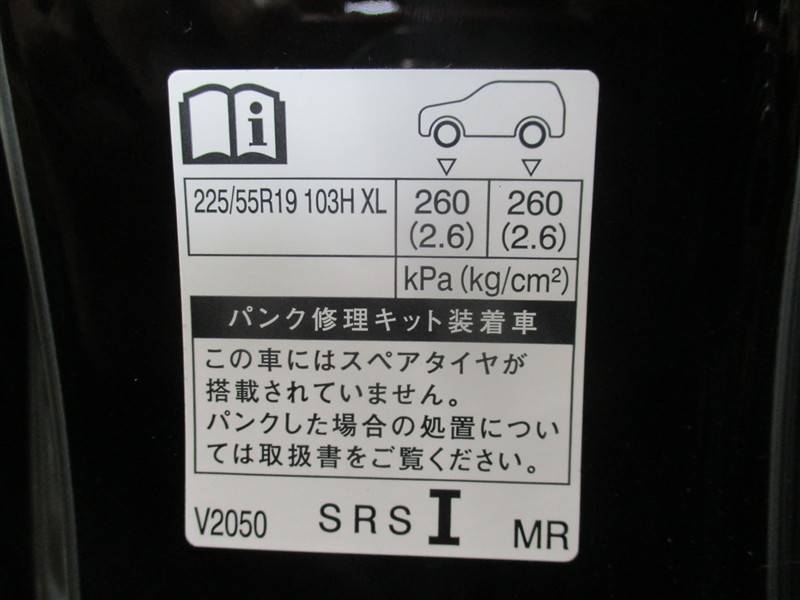 i
225/55R19 103H XL 260 260
(2.6) (2.6)
kPa (kg/cm²)
パンク修理キット装着車
この車にはスペアタイヤが
搭載されていません。
パンクした場合の処置につい
ては取扱書をご覧ください。
V2050 SRS I MR